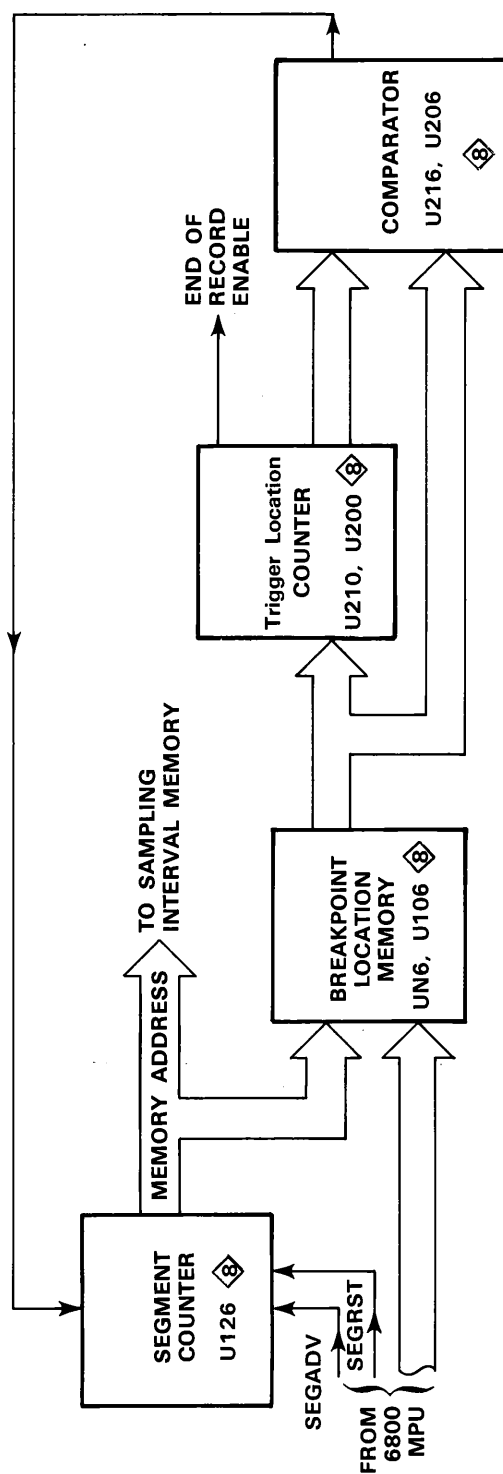 SEGMENT
COUNTER
U126 8
SEGADV
SEGRST
FROM
6800
MPU
MEMORY ADDRESS
TO SAMPLING
INTERVAL MEMORY
BREAKPOINT
LOCATION
MEMORY
UN6, U106
8
Trigger Location
COUNTER
U210, U200
8
END OF
RECORD
ENABLE
COMPARATOR
U216, U206
8